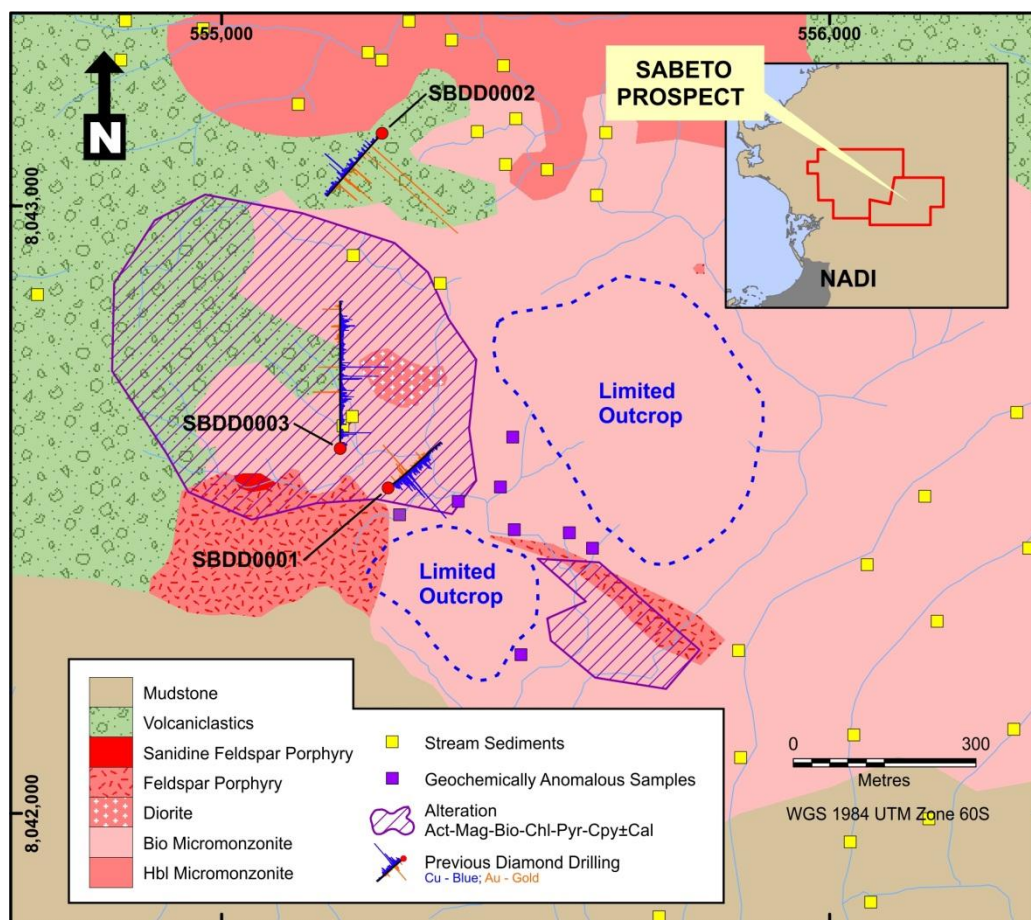 555,000
556,000
N
SBDD0002
SABETO
PROSPECT
NADI
8,043,000
Limited
Outcrop
SBDD0003
SBDD0001
Limited
Outcrop
8,042,000
Mudstone
Volcaniclastics
Sanidine Feldspar Porphyry
Feldspar Porphyry
Diorite
Bio Micromonzonite
Hbl Micromonzonite
Stream Sediments
Geochemically Anomalous Samples
Alteration
Act-Mag-Bio-Chl-Pyr-Cpy±Cal
Previous Diamond Drilling
Cu - Blue; Au - Gold
0 300
Metres
WGS 1984 UTM Zone 60S